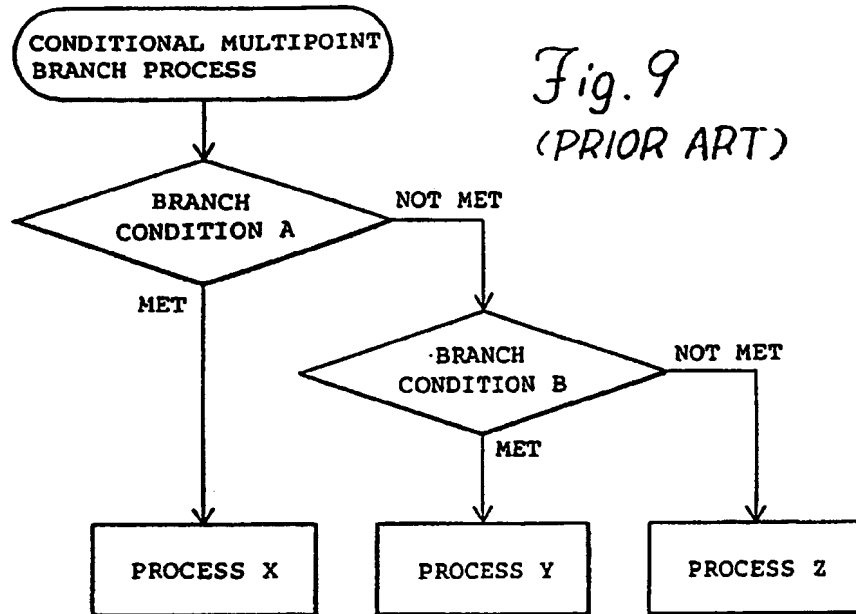 CONDITIONAL MULTIPOINT
BRANCH PROCESS
Fig. 9
(PRIOR ART)
BRANCH
CONDITION A
NOT MET
MET
BRANCH
CONDITION B
NOT MET
MET
PROCESS X
PROCESS Y
PROCESS Z